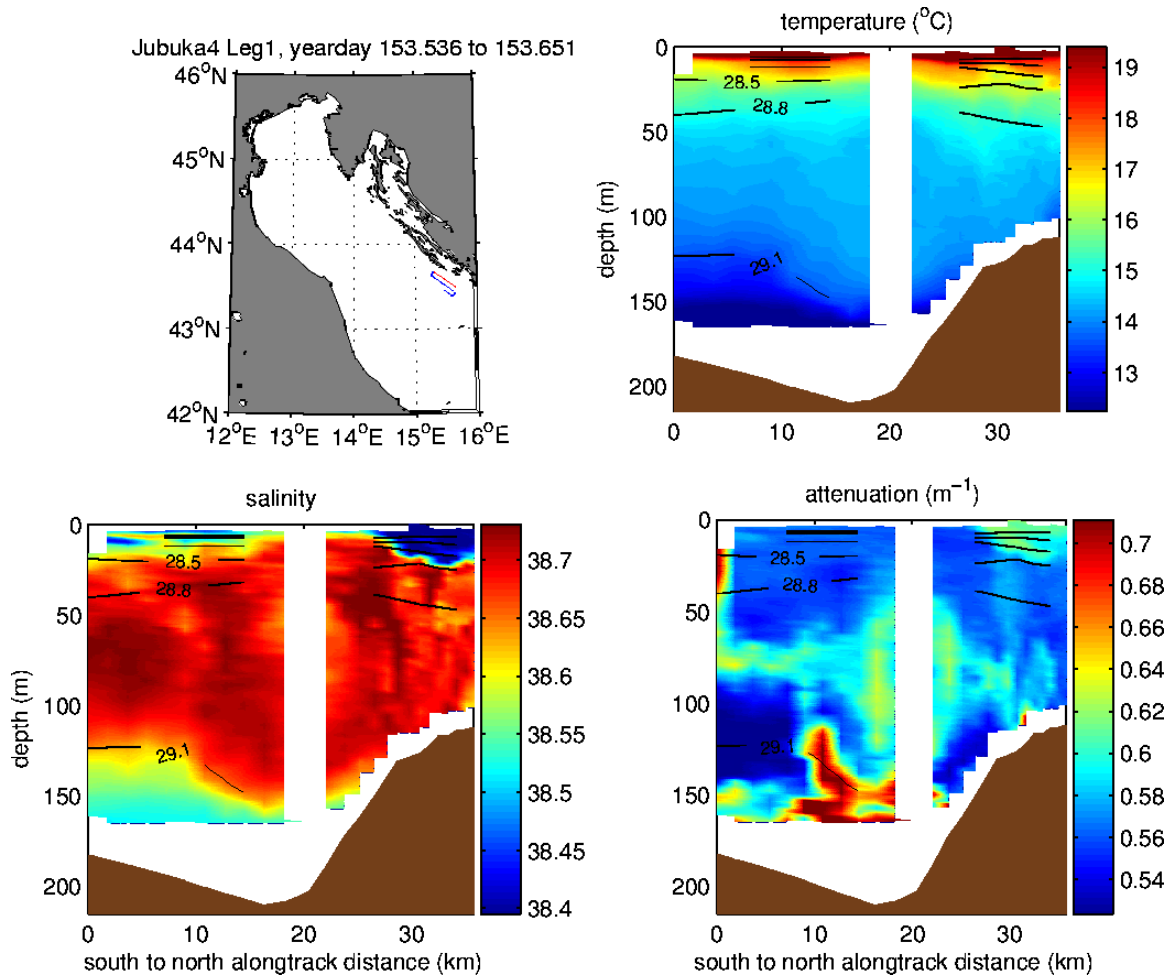 Jubuka4 Leg1, yearday 153.536 to 153.651
46°N
45°N
44°N
43°N
42°N
12°E 13°E 14°E 15°E 16°E
temperature (°C)
0
50
100
150
200
depth (m)
28.5
28.8
29.1
0 10 20 30
19
18
17
16
15
14
13
salinity
0
50
100
150
200
depth (m)
28.5
28.8
29.1
0 10 20 30
south to north alongtrack distance (km)
38.7
38.65
38.6
38.55
38.5
38.45
38.4
attenuation (m⁻¹)
0
50
100
150
200
28.5
28.8
29.1
0 10 20 30
south to north alongtrack distance (km)
0.7
0.68
0.66
0.64
0.62
0.6
0.58
0.56
0.54